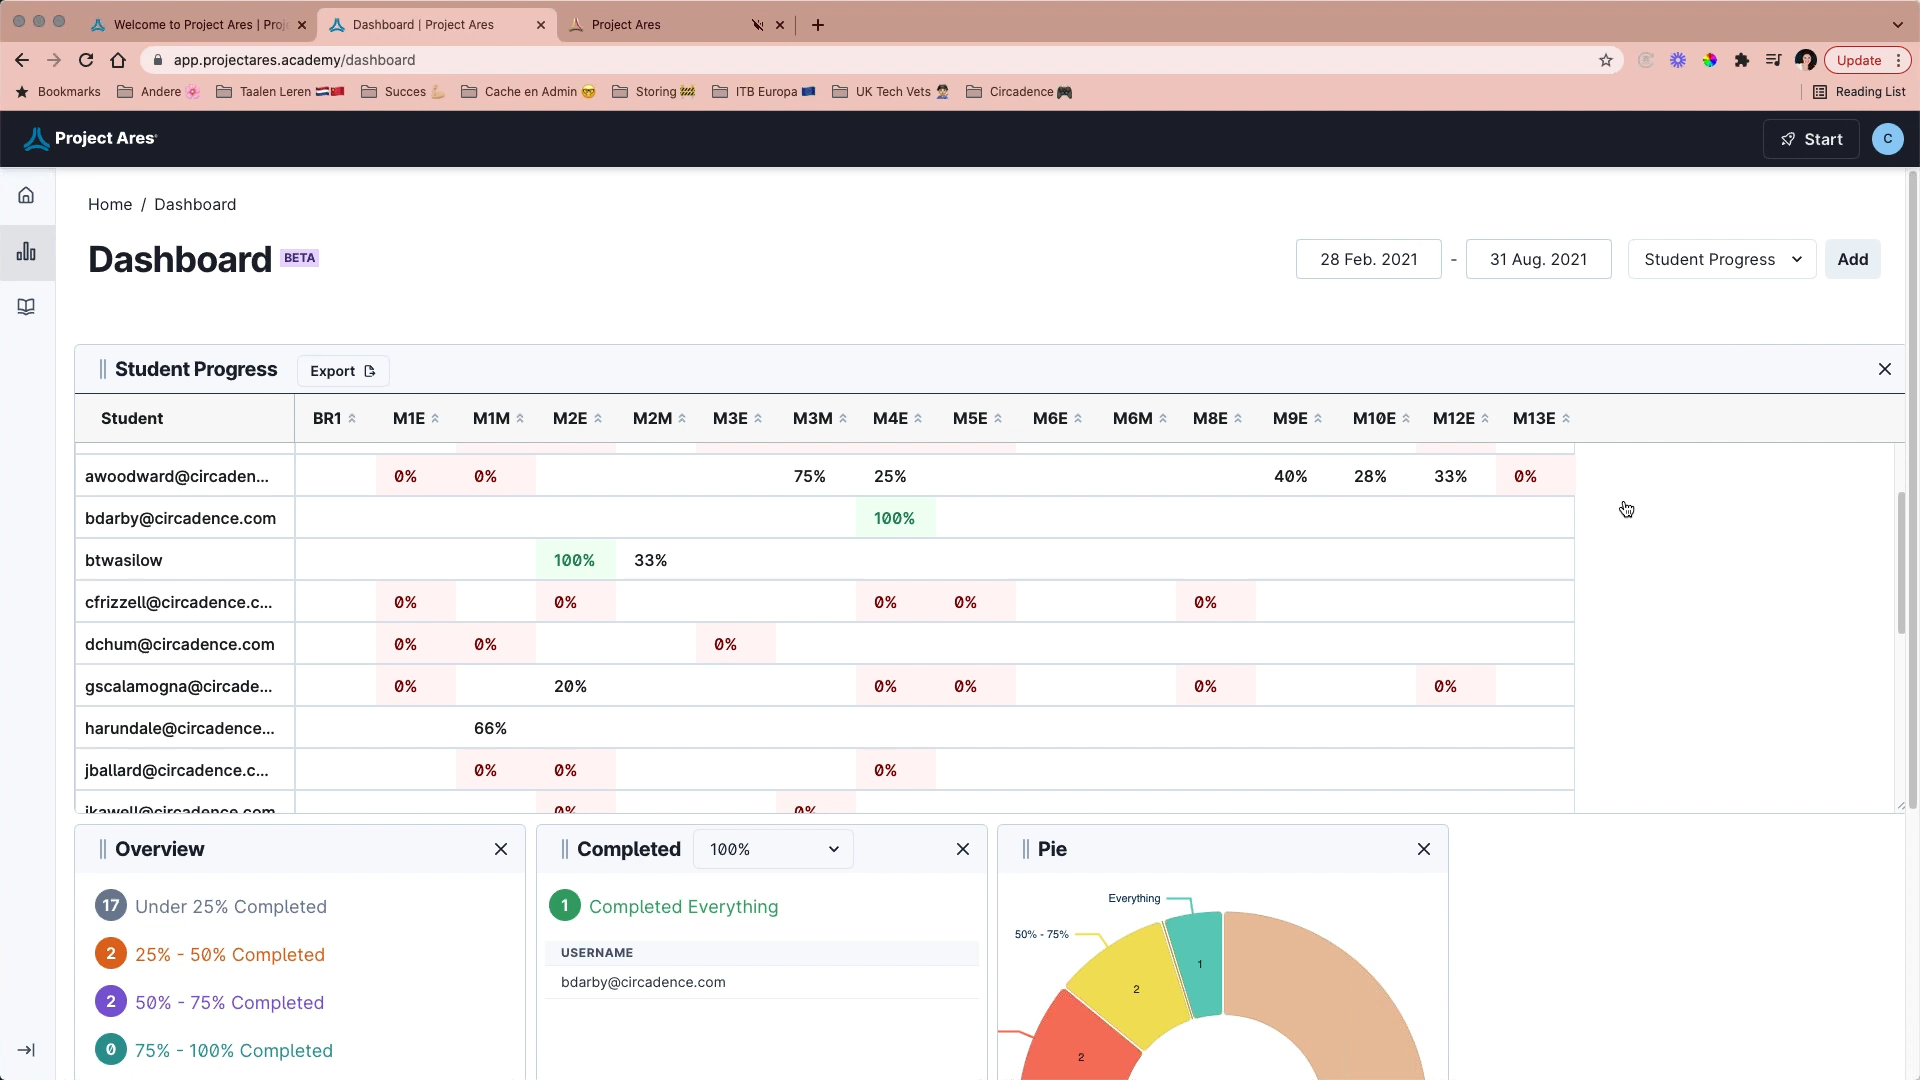 Welcome to Project Ares | Proj
Dashboard | Project Ares
Project Ares
app.projectares.academy/dashboard
Update
Bookmarks
Andere
Taalen Leren
Succes
Cache en Admin
Storing
ITB Europa
UK Tech Vets
Circadence
Reading List
Project Ares
Start
C
Home / Dashboard
Dashboard BETA
28 Feb. 2021 - 31 Aug. 2021
Student Progress
Add
Student Progress
Export
Student BR1 M1E M1M M2E M2M M3E M3M M4E M5E M6E M6M M8E M9E M10E M12E M13E
awoodward@circaden... 0% 0% 75% 25% 40% 28% 33% 0%
bdarby@circadence.com 100%
btwasilow 100% 33%
cfrizzell@circadence.c... 0% 0% 0% 0% 0%
dchum@circadence.com 0% 0% 0%
gscalamogna@circade... 0% 20% 0% 0% 0% 0%
harundale@circadence... 66%
jballard@circadence.c... 0% 0% 0%
jkawell@circadence.com 0% 0%
Overview
17 Under 25% Completed
2 25% - 50% Completed
2 50% - 75% Completed
0 75% - 100% Completed
Completed 100%
1 Completed Everything
USERNAME
bdarby@circadence.com
Pie
Everything
50% - 75%
1
2
2